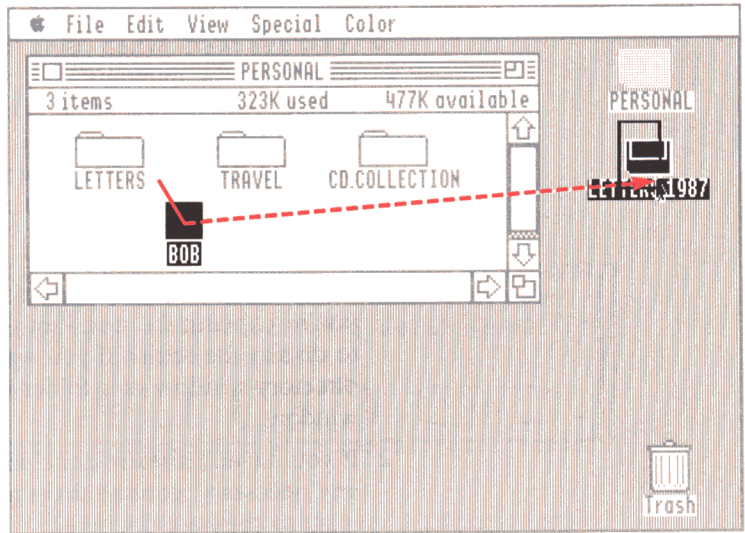 File Edit View Special Color
PERSONAL
3 items 323K used 477K available
PERSONAL
LETTERS TRAVEL CD.COLLECTION
LETTERS.1987
BOB
Trash